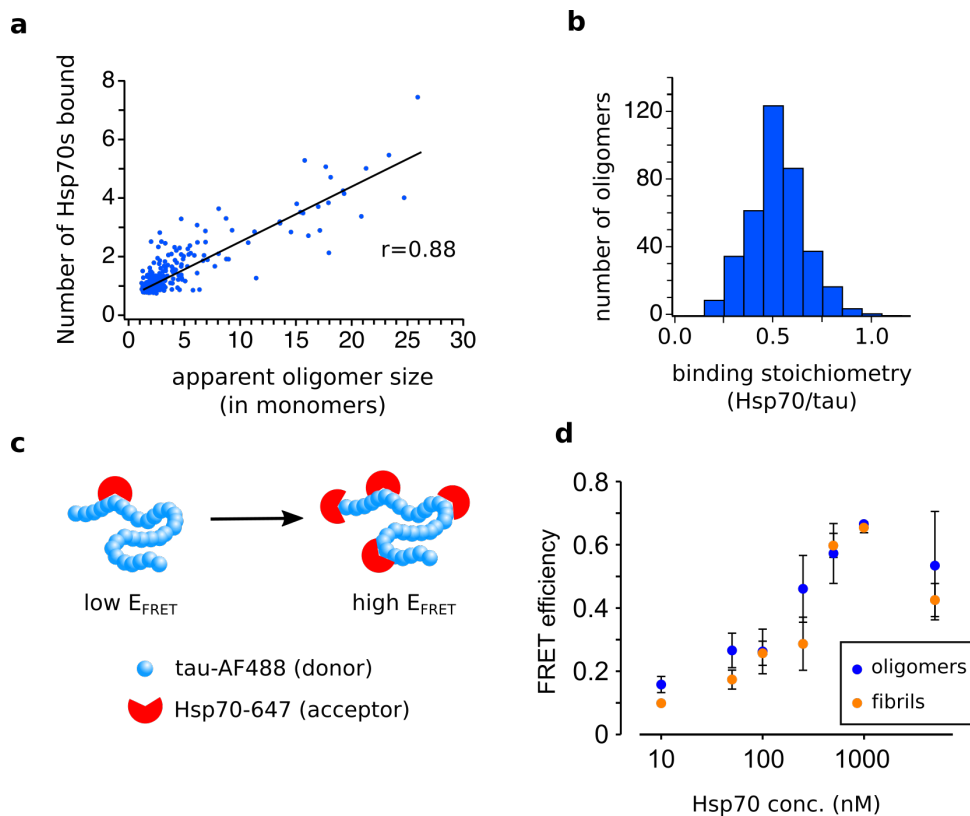 a
Number of Hsp70s bound
8
6
4
2
0
r=0.88
0 5 10 15 20 25 30
apparent oligomer size
(in monomers)
b
number of oligomers
120
80
40
0
0.0 0.5 1.0
binding stoichiometry
(Hsp70/tau)
c
low EFRET
high EFRET
tau-AF488 (donor)
Hsp70-647 (acceptor)
d
FRET efficiency
0.8
0.6
0.4
0.2
0
oligomers
fibrils
10 100 1000
Hsp70 conc. (nM)